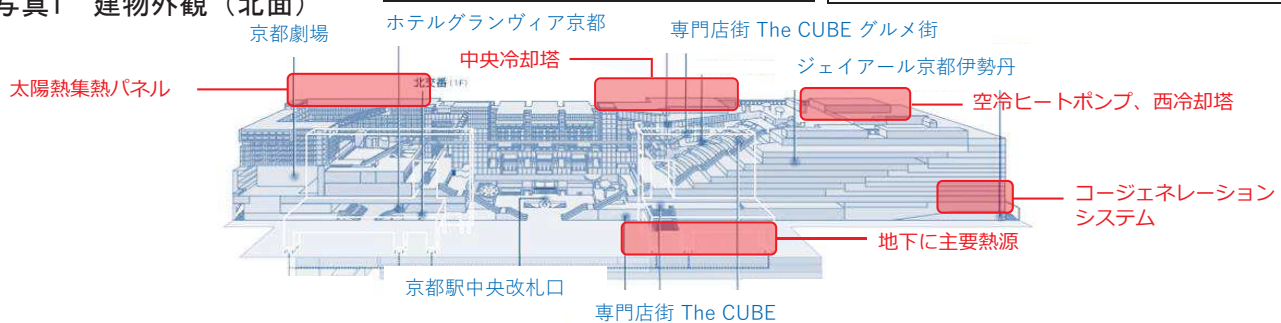 写真1 建物外観（北面）
ホテルグランヴィア京都
専門店街 The CUBE グルメ街
京都劇場
中央冷却塔
ジェイアール京都伊勢丹
太陽熱集熱パネル
北交番(1F)
空冷ヒートポンプ、西冷却塔
コージェネレーション
システム
地下に主要熱源
京都駅中央改札口
専門店街 The CUBE